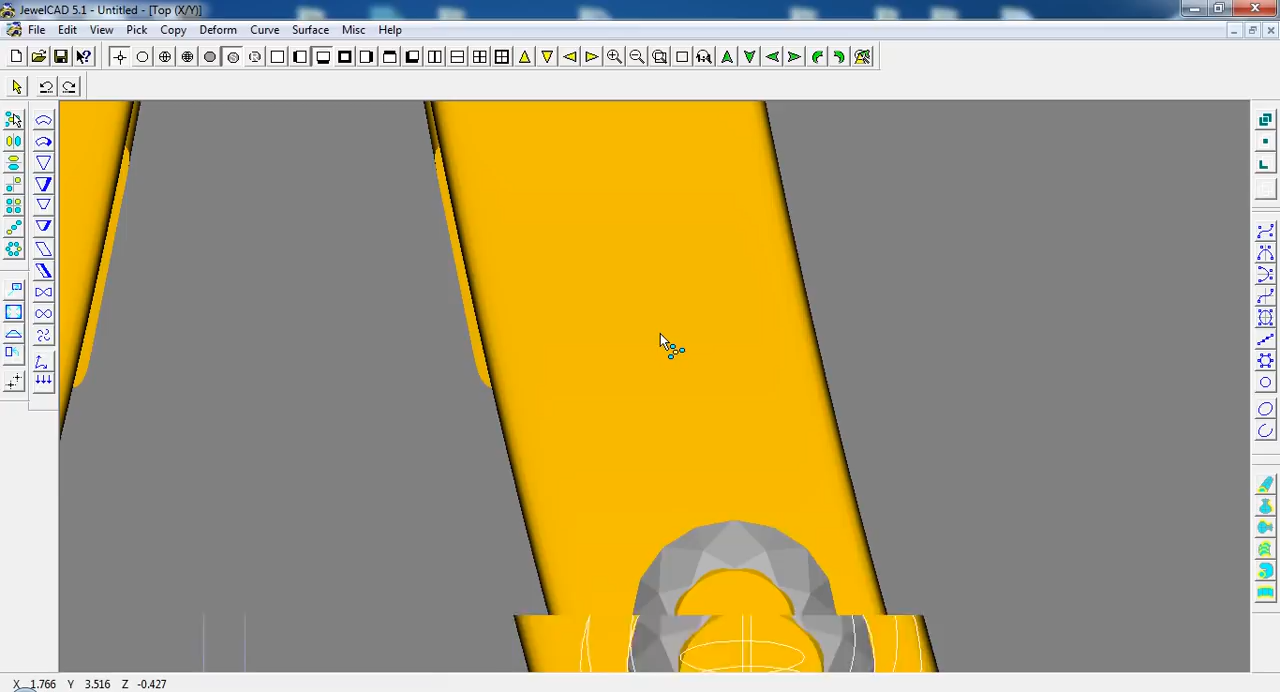 JewelCAD 5.1 - Untitled - [Top (X/Y)]
File Edit View Pick Copy Deform Curve Surface Misc Help
X 1.766 Y 3.516 Z -0.427